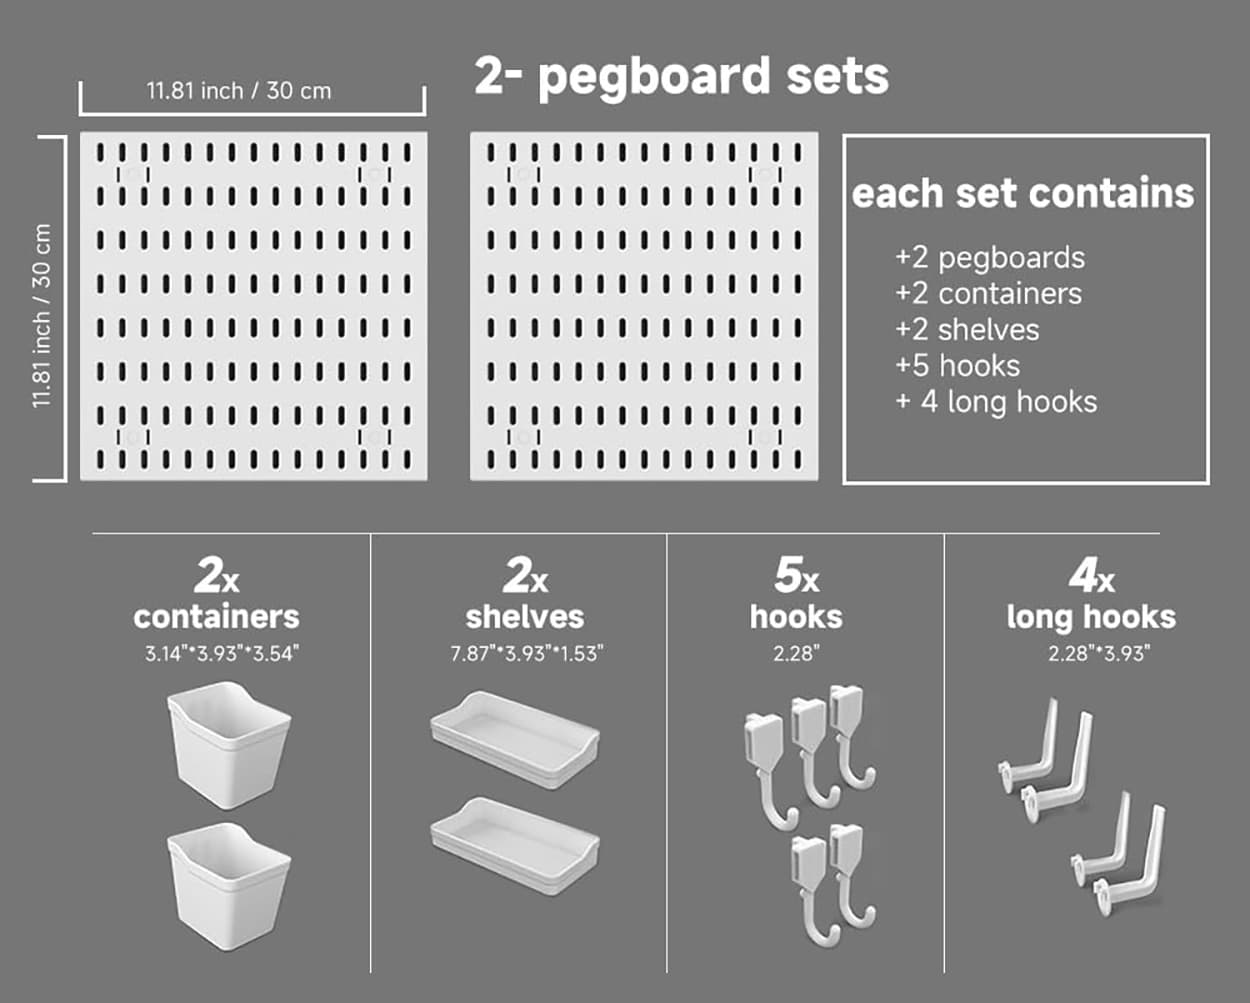 2- pegboard sets
11.81 inch / 30 cm
11.81 inch / 30 cm
each set contains
+2 pegboards
+2 containers
+2 shelves
+5 hooks
+ 4 long hooks
2x
containers
3.14"*3.93"*3.54"
2x
shelves
7.87"*3.93"*1.53"
5x
hooks
2.28"
4x
long hooks
2.28"*3.93"